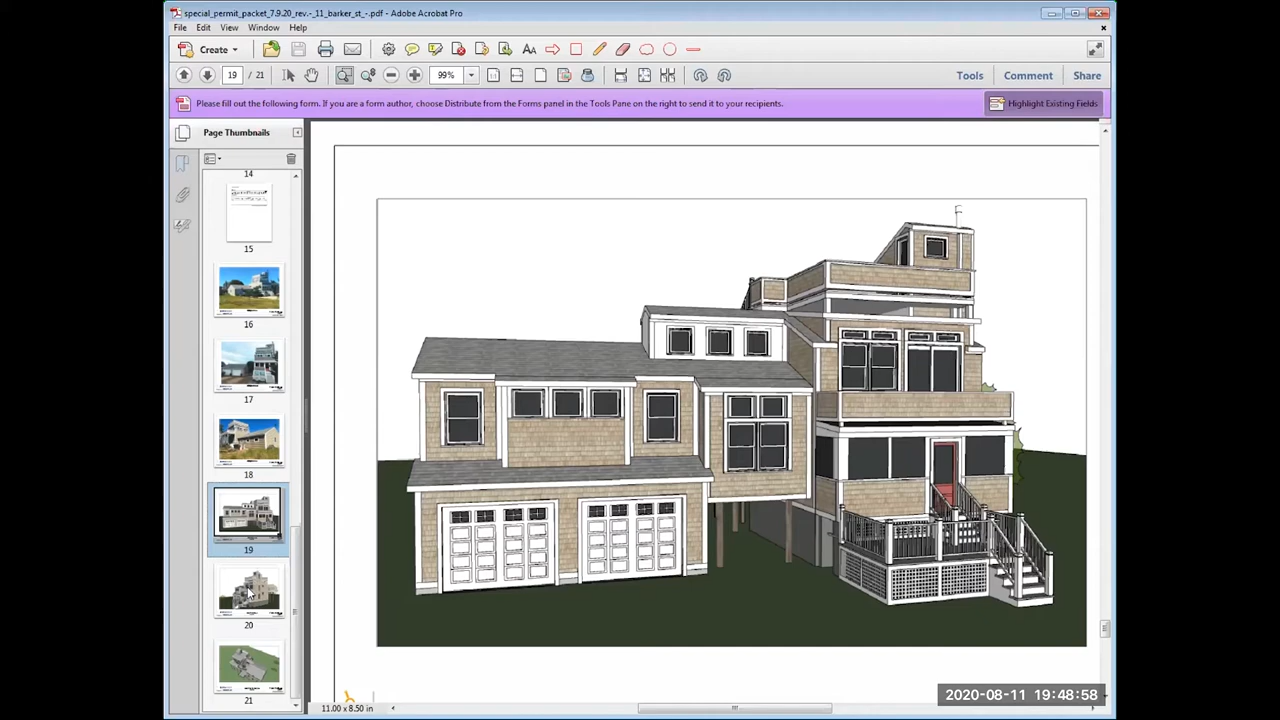 special_permit_packet_7.9.20_rev.-_11_barker_st_-.pdf - Adobe Acrobat Pro
File Edit View Window Help
Create
19 / 21 99% Tools Comment Share
Please fill out the following form. If you are a form author, choose Distribute from the Forms panel in the Tools Pane on the right to send it to your recipients. Highlight Existing Fields
Page Thumbnails
14
15
16
17
18
19
20
21
11.00 x 8.50 in
2020-08-11 19:48:58